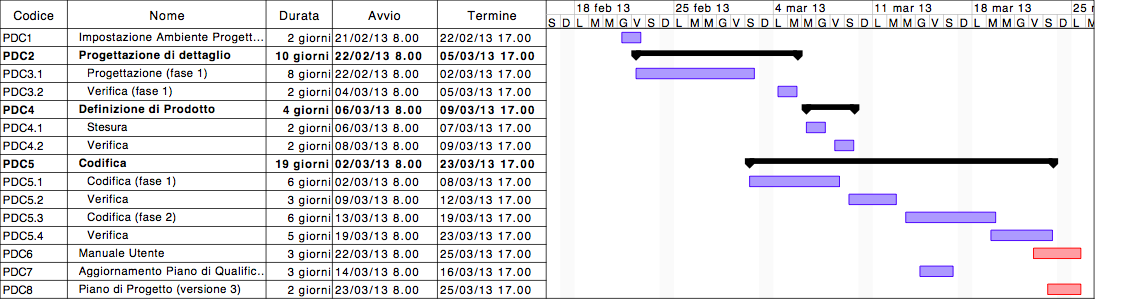 Codice Nome Durata Avvio Termine 18 feb 13 25 feb 13 4 mar 13 11 mar 13 18 mar 13 25 n
S D L M M G V S D L M M G V S D L M M G V S D L M M G V S D L M M G V S D L M
PDC1 Impostazione Ambiente Progett... 2 giorni 21/02/13 8.00 22/02/13 17.00
PDC2 Progettazione di dettaglio 10 giorni 22/02/13 8.00 05/03/13 17.00
PDC3.1 Progettazione (fase 1) 8 giorni 22/02/13 8.00 02/03/13 17.00
PDC3.2 Verifica (fase 1) 2 giorni 04/03/13 8.00 05/03/13 17.00
PDC4 Definizione di Prodotto 4 giorni 06/03/13 8.00 09/03/13 17.00
PDC4.1 Stesura 2 giorni 06/03/13 8.00 07/03/13 17.00
PDC4.2 Verifica 2 giorni 08/03/13 8.00 09/03/13 17.00
PDC5 Codifica 19 giorni 02/03/13 8.00 23/03/13 17.00
PDC5.1 Codifica (fase 1) 6 giorni 02/03/13 8.00 08/03/13 17.00
PDC5.2 Verifica 3 giorni 09/03/13 8.00 12/03/13 17.00
PDC5.3 Codifica (fase 2) 6 giorni 13/03/13 8.00 19/03/13 17.00
PDC5.4 Verifica 5 giorni 19/03/13 8.00 23/03/13 17.00
PDC6 Manuale Utente 3 giorni 22/03/13 8.00 25/03/13 17.00
PDC7 Aggiornamento Piano di Qualific... 3 giorni 14/03/13 8.00 16/03/13 17.00
PDC8 Piano di Progetto (versione 3) 2 giorni 23/03/13 8.00 25/03/13 17.00